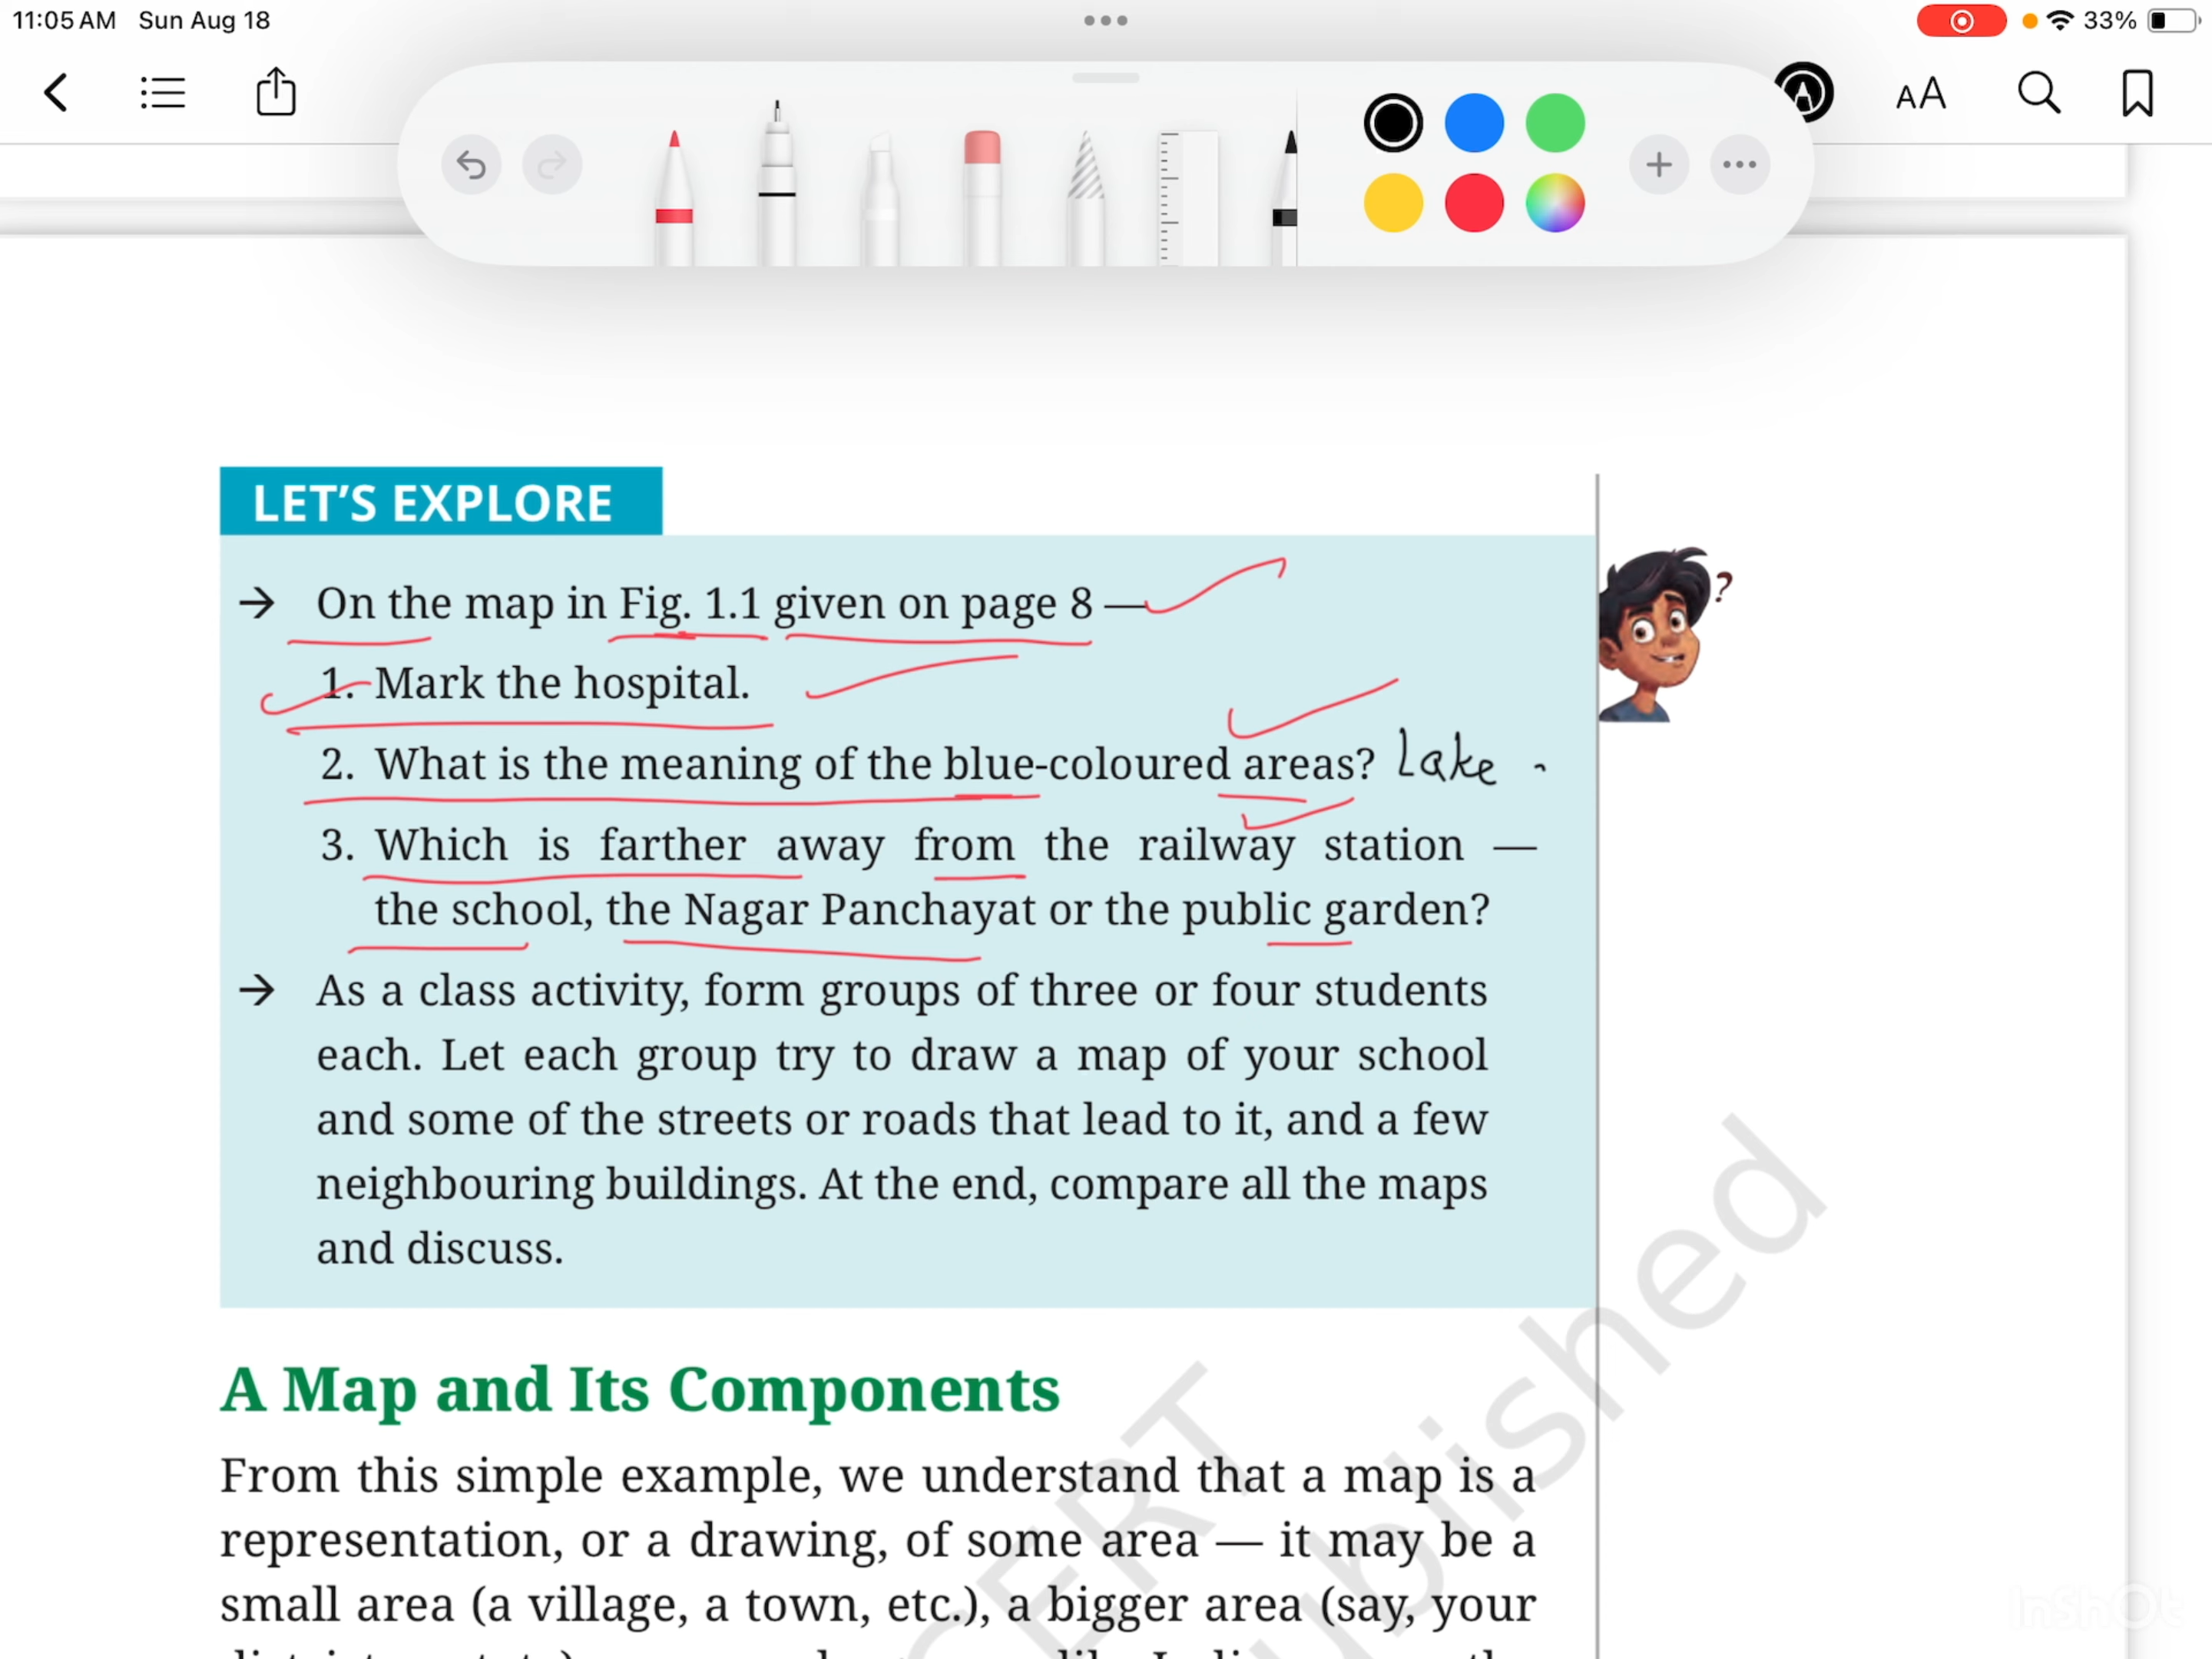 11:05 AM Sun Aug 18
33%
AA
LET'S EXPLORE
?
→ On the map in Fig. 1.1 given on page 8 —
1. Mark the hospital.
2. What is the meaning of the blue-coloured areas? Lake
3. Which is farther away from the railway station —
the school, the Nagar Panchayat or the public garden?
→ As a class activity, form groups of three or four students
each. Let each group try to draw a map of your school
and some of the streets or roads that lead to it, and a few
neighbouring buildings. At the end, compare all the maps
and discuss.
A Map and Its Components
From this simple example, we understand that a map is a
representation, or a drawing, of some area — it may be a
small area (a village, a town, etc.), a bigger area (say, your
InShOt